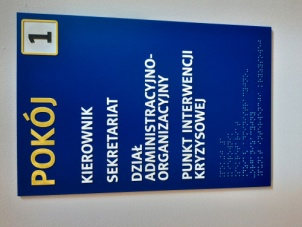 POKÓJ 1
KIEROWNIK
SEKRETARIAT
DZIAŁ
ADMINISTRACYJNO-
ORGANIZACYJNY
PUNKT INTERWENCJI
KRYZYSOWEJ